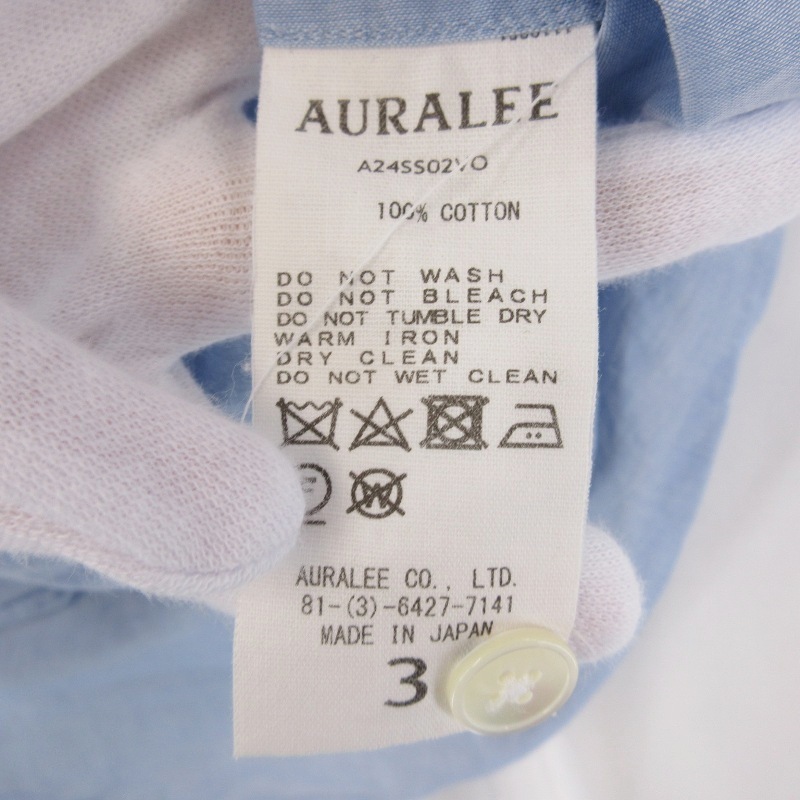 AURALEE
A24SS02VO
100% COTTON
DO NOT WASH
DO NOT BLEACH
DO NOT TUMBLE DRY
WARM IRON
DRY CLEAN
DO NOT WET CLEAN
F
W
AURALEE CO., LTD.
81-(3)-6427-7141
MADE IN JAPAN
3